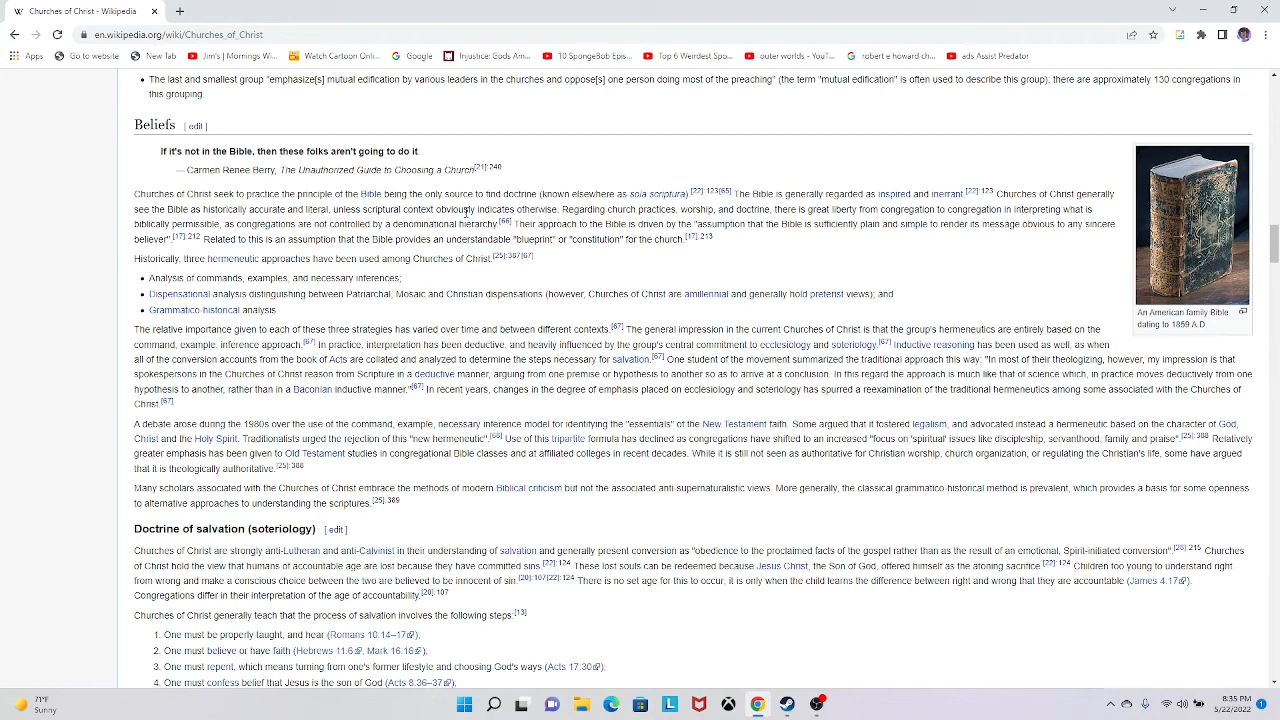 Churches of Christ - Wikipedia
en.wikipedia.org/wiki/Churches_of_Christ
Apps
Go to website
New Tab
Jim's | Mornings Wi...
Watch Cartoon Onli...
Google
Injustice: Gods Am...
10 SpongeBob Epis...
Top 6 Weirdest Spo...
outer worlds - YouT...
robert e howard ch...
ads Assist Predator
• The last and smallest group "emphasize[s] mutual edification by various leaders in the churches and oppose[s] one person doing most of the preaching" (the term "mutual edification" is often used to describe this group): there are approximately 130 congregations in
this grouping.
Beliefs [ edit ]
If it's not in the Bible, then these folks aren't going to do it.
— Carmen Renee Berry, The Unauthorized Guide to Choosing a Church[21]:240
Churches of Christ seek to practice the principle of the Bible being the only source to find doctrine (known elsewhere as sola scriptura).[22]:123[65] The Bible is generally regarded as inspired and inerrant.[22]:123 Churches of Christ generally
see the Bible as historically accurate and literal, unless scriptural context obviously indicates otherwise. Regarding church practices, worship, and doctrine, there is great liberty from congregation to congregation in interpreting what is
biblically permissible, as congregations are not controlled by a denominational hierarchy.[66] Their approach to the Bible is driven by the "assumption that the Bible is sufficiently plain and simple to render its message obvious to any sincere
believer".[17]:212 Related to this is an assumption that the Bible provides an understandable "blueprint" or "constitution" for the church.[17]:213
An American family Bible
dating to 1859 A.D.
Historically, three hermeneutic approaches have been used among Churches of Christ.[25]:387[67]
• Analysis of commands, examples, and necessary inferences;
• Dispensational analysis distinguishing between Patriarchal, Mosaic and Christian dispensations (however, Churches of Christ are amillennial and generally hold preterist views); and
• Grammatico-historical analysis.
The relative importance given to each of these three strategies has varied over time and between different contexts.[67] The general impression in the current Churches of Christ is that the group's hermeneutics are entirely based on the
command, example, inference approach.[67] In practice, interpretation has been deductive, and heavily influenced by the group's central commitment to ecclesiology and soteriology.[67] Inductive reasoning has been used as well, as when
all of the conversion accounts from the book of Acts are collated and analyzed to determine the steps necessary for salvation.[67] One student of the movement summarized the traditional approach this way: "In most of their theologizing, however, my impression is that
spokespersons in the Churches of Christ reason from Scripture in a deductive manner, arguing from one premise or hypothesis to another so as to arrive at a conclusion. In this regard the approach is much like that of science which, in practice moves deductively from one
hypothesis to another, rather than in a Baconian inductive manner."[67] In recent years, changes in the degree of emphasis placed on ecclesiology and soteriology has spurred a reexamination of the traditional hermeneutics among some associated with the Churches of
Christ.[67]
A debate arose during the 1980s over the use of the command, example, necessary inference model for identifying the "essentials" of the New Testament faith. Some argued that it fostered legalism, and advocated instead a hermeneutic based on the character of God,
Christ and the Holy Spirit. Traditionalists urged the rejection of this "new hermeneutic".[68] Use of this tripartite formula has declined as congregations have shifted to an increased "focus on 'spiritual' issues like discipleship, servanthood, family and praise".[25]:388 Relatively
greater emphasis has been given to Old Testament studies in congregational Bible classes and at affiliated colleges in recent decades. While it is still not seen as authoritative for Christian worship, church organization, or regulating the Christian's life, some have argued
that it is theologically authoritative.[25]:388
Many scholars associated with the Churches of Christ embrace the methods of modern Biblical criticism but not the associated anti-supernaturalistic views. More generally, the classical grammatico-historical method is prevalent, which provides a basis for some openness
to alternative approaches to understanding the scriptures.[25]:389
Doctrine of salvation (soteriology) [ edit ]
Churches of Christ are strongly anti-Lutheran and anti-Calvinist in their understanding of salvation and generally present conversion as "obedience to the proclaimed facts of the gospel rather than as the result of an emotional, Spirit-initiated conversion".[28]:215 Churches
of Christ hold the view that humans of accountable age are lost because they have committed sins.[22]:124 These lost souls can be redeemed because Jesus Christ, the Son of God, offered himself as the atoning sacrifice.[22]:124 Children too young to understand right
from wrong and make a conscious choice between the two are believed to be innocent of sin.[20]:107[22]:124 There is no set age for this to occur, it is only when the child learns the difference between right and wrong that they are accountable (James 4:17).
Congregations differ in their interpretation of the age of accountability.[20]:107
Churches of Christ generally teach that the process of salvation involves the following steps:[13]
1. One must be properly taught, and hear (Romans 10:14–17);
2. One must believe or have faith (Hebrews 11:6, Mark 16:16);
3. One must repent, which means turning from one's former lifestyle and choosing God's ways (Acts 17:30);
4. One must confess belief that Jesus is the son of God (Acts 8:36–37);
71°F
Sunny
8:35 PM
5/22/2022